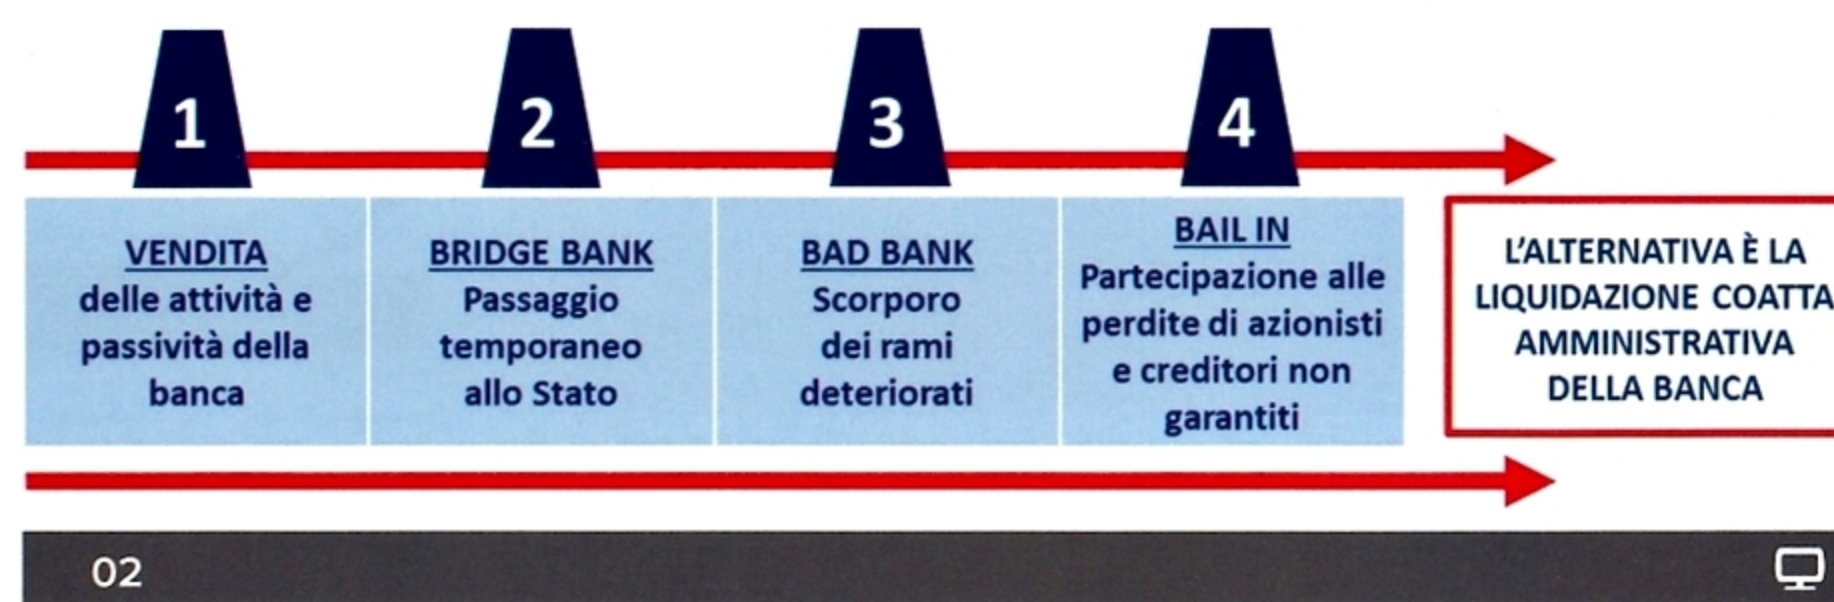 1
2
3
4
VENDITA
delle attività e
passività della
banca
BRIDGE BANK
Passaggio
temporaneo
allo Stato
BAD BANK
Scorporo
dei rami
deteriorati
BAIL IN
Partecipazione alle
perdite di azionisti
e creditori non
garantiti
L'ALTERNATIVA È LA
LIQUIDAZIONE COATTA
AMMINISTRATIVA
DELLA BANCA
02